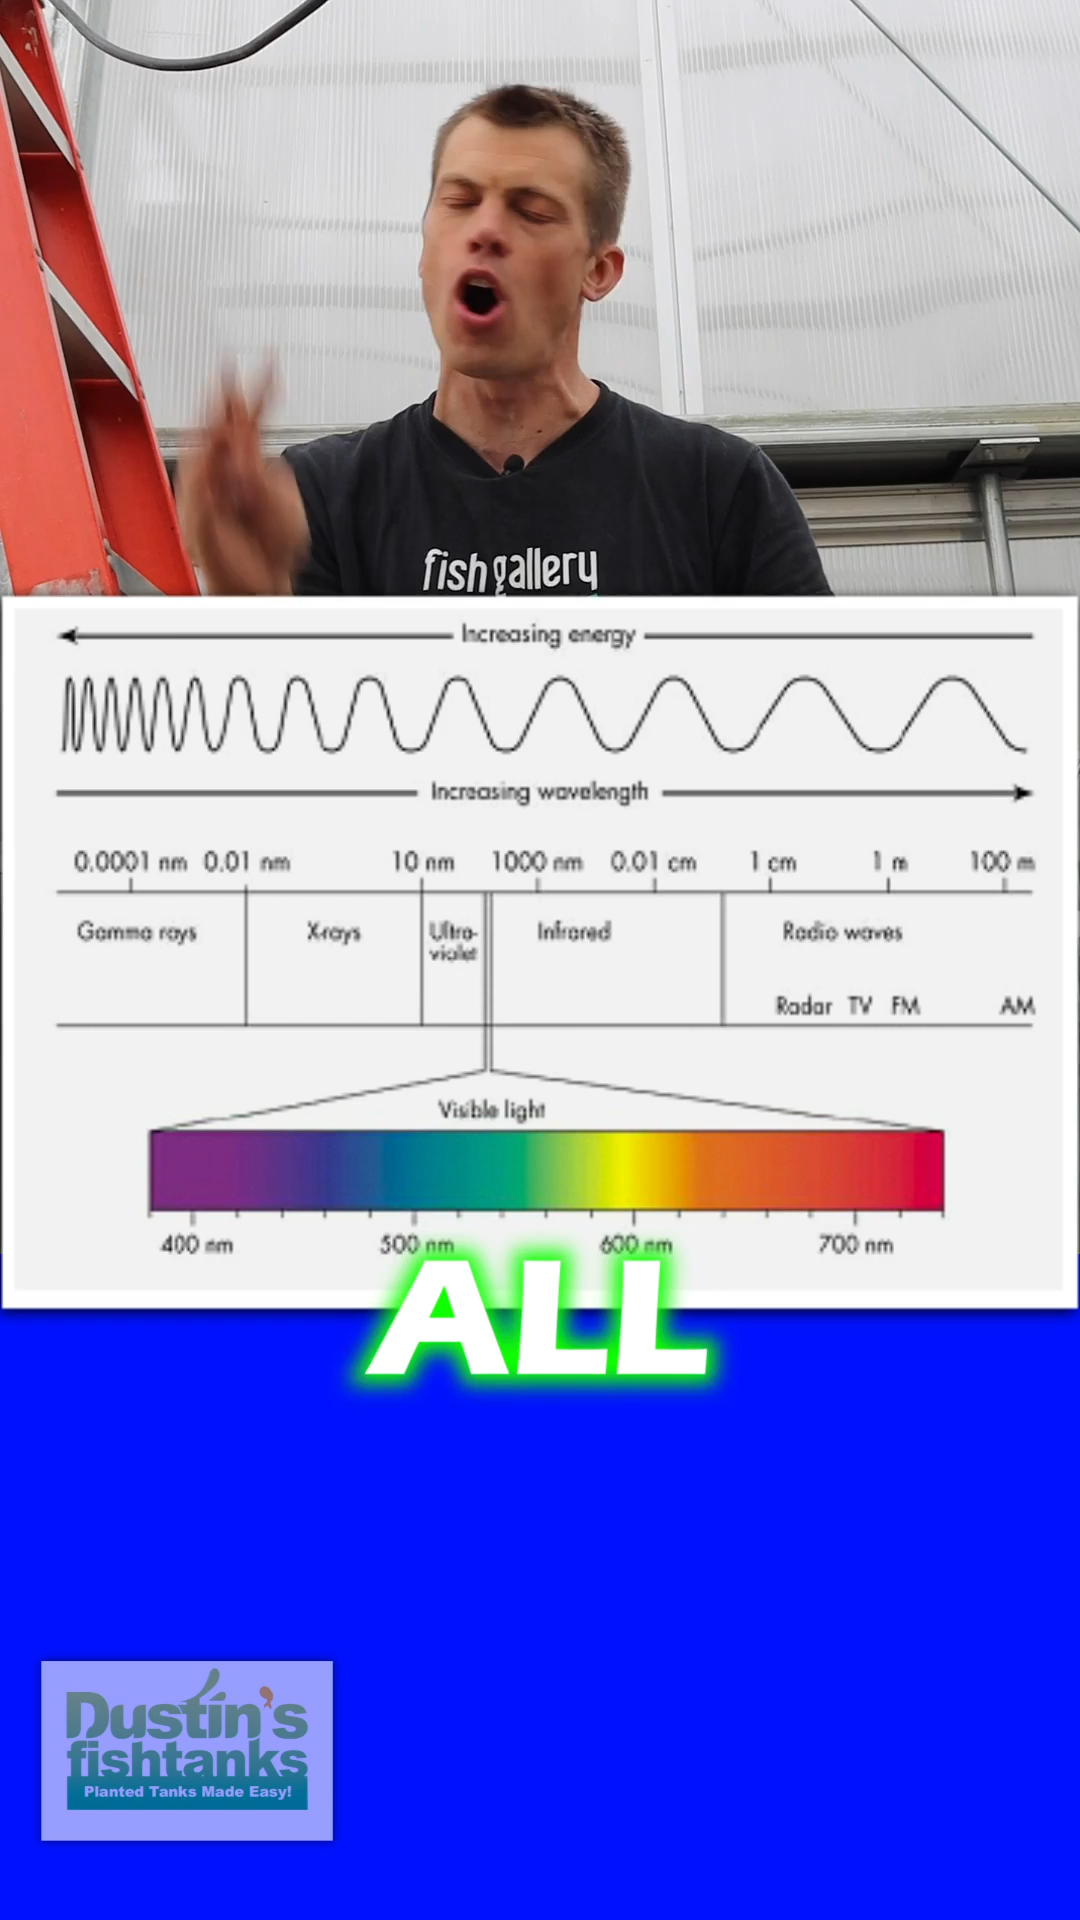 fish gallery
Increasing energy
Increasing wavelength
0.0001 nm 0.01 nm 10 nm 1000 nm 0.01 cm 1 cm 1 m 100 m
Gamma rays X-rays Ultra-violet Infrared Radio waves
Radar TV FM AM
Visible light
400 nm 500 nm 600 nm 700 nm
ALL
Dustin's
fishtanks
Planted Tanks Made Easy!